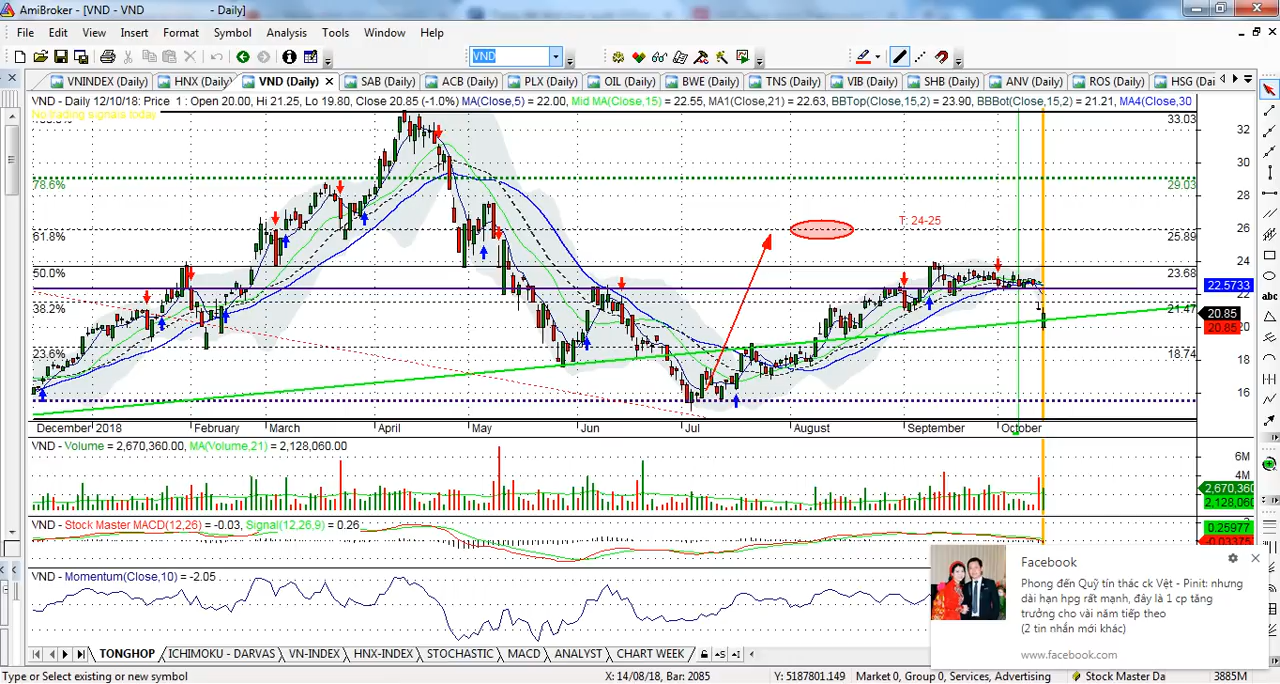 AmiBroker - [VND - VND - Daily]
File Edit View Insert Format Symbol Analysis Tools Window Help
VND
VNINDEX (Daily) HNX (Daily) VND (Daily) SAB (Daily) ACB (Daily) PLX (Daily) OIL (Daily) BWE (Daily) TNS (Daily) VIB (Daily) SHB (Daily) ANV (Daily) ROS (Daily) HSG (Dai
VND - Daily 12/10/18: Price 1 : Open 20.00, Hi 21.25, Lo 19.80, Close 20.85 (-1.0%) MA(Close,5) = 22.00, Mid MA(Close,15) = 22.55, MA1(Close,21) = 22.63, BBTop(Close,15,2) = 23.90, BBBot(Close,15,2) = 21.21, MA4(Close,30
No trading signals today
33.03
32
30
78.6%
29.03
28
T: 24-25
26
61.8%
25.89
24
50.0%
23.68
22.5733
22
38.2%
21.47
20.85
20.85
20
23.6%
18.74
18
16
December 2018 February March April May Jun Jul August September October
VND - Volume = 2,670,360.00, MA(Volume,21) = 2,128,060.00
6M
4M
2,670,360
2,128,060
VND - Stock Master MACD(12,26) = -0.03, Signal(12,26,9) = 0.26
0.25977
-0.03375
VND - Momentum(Close,10) = -2.05
Facebook
Phong đến Quỹ tín thác ck Vệt - Pinit: nhưng
dài hạn hpg rất mạnh, đây là 1 cp tăng
trưởng cho vài năm tiếp theo
(2 tin nhắn mới khác)
www.facebook.com
TONGHOP ICHIMOKU - DARVAS VN-INDEX HNX-INDEX STOCHASTIC MACD ANALYST CHART WEEK
Type or Select existing or new symbol X: 14/08/18, Bar: 2085 Y: 5187801.149 Market 0, Group 0, Services, Advertising Stock Master Da 3885M